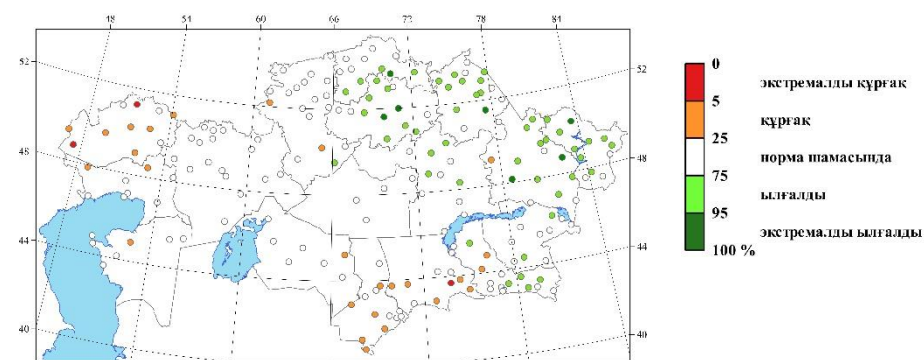 48 51 60 66 72 78 81
52 52
48 48
44 44
40 40
0
экстремалды құрғақ
5
құрғақ
25
норма шамасында
75
ылғалды
95
экстремалды ылғалды
100 %